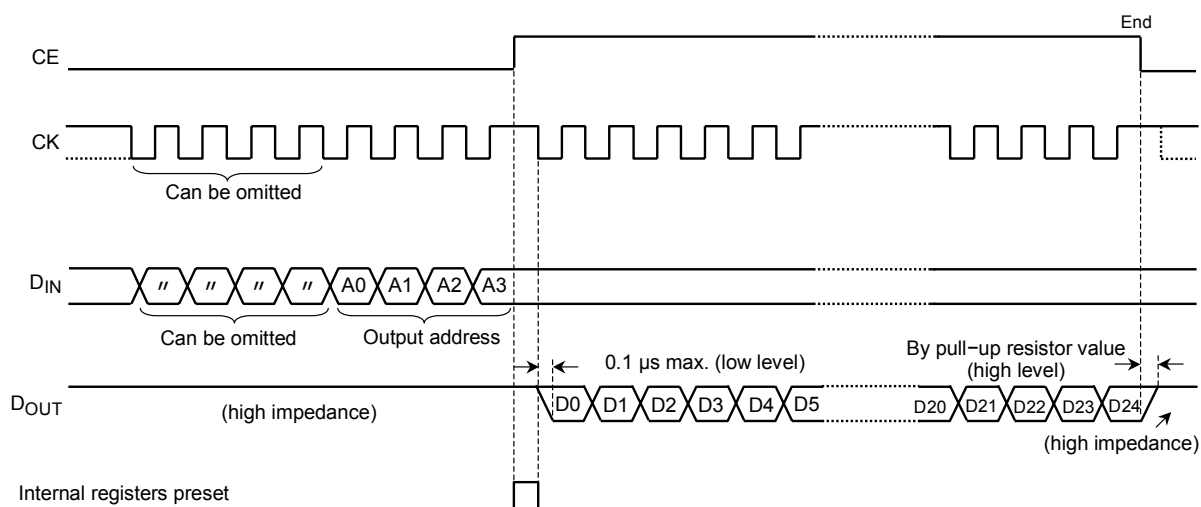 End
CE
CK
Can be omitted
DIN
〃 〃 〃 〃 A0 A1 A2 A3
Can be omitted
Output address
0.1 µs max. (low level)
By pull−up resistor value
(high level)
DOUT
(high impedance)
D0 D1 D2 D3 D4 D5 D20 D21 D22 D23 D24
(high impedance)
Internal registers preset